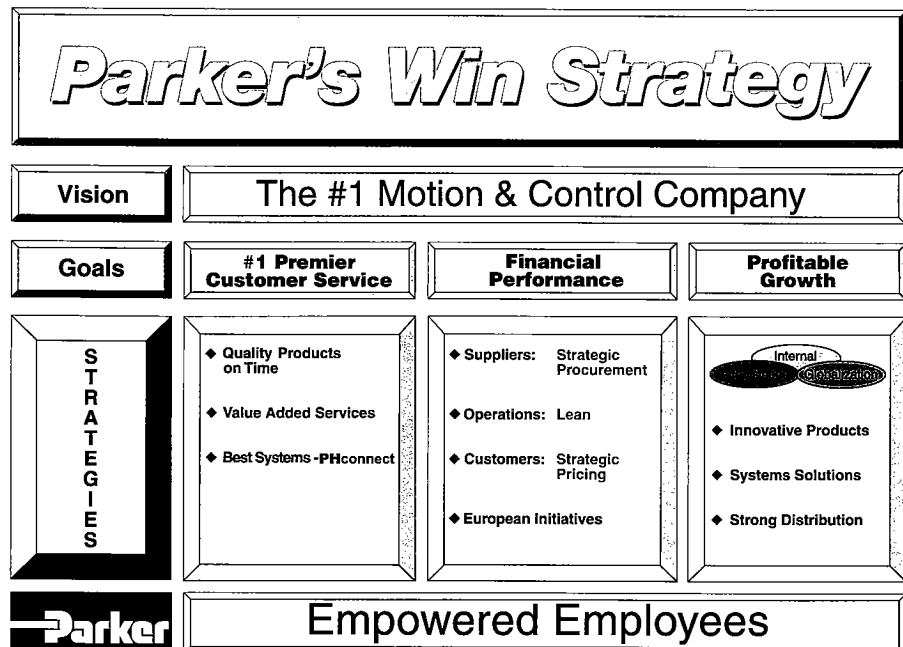 Parker's Win Strategy
Vision
The #1 Motion & Control Company
Goals
#1 Premier
Customer Service
Financial
Performance
Profitable
Growth
STRATEGIES
◆ Quality Products
on Time
◆ Value Added Services
◆ Best Systems -PHconnect
◆ Suppliers: Strategic
Procurement
◆ Operations: Lean
◆ Customers: Strategic
Pricing
◆ European Initiatives
Internal
Globalization
◆ Innovative Products
◆ Systems Solutions
◆ Strong Distribution
Parker
Empowered Employees